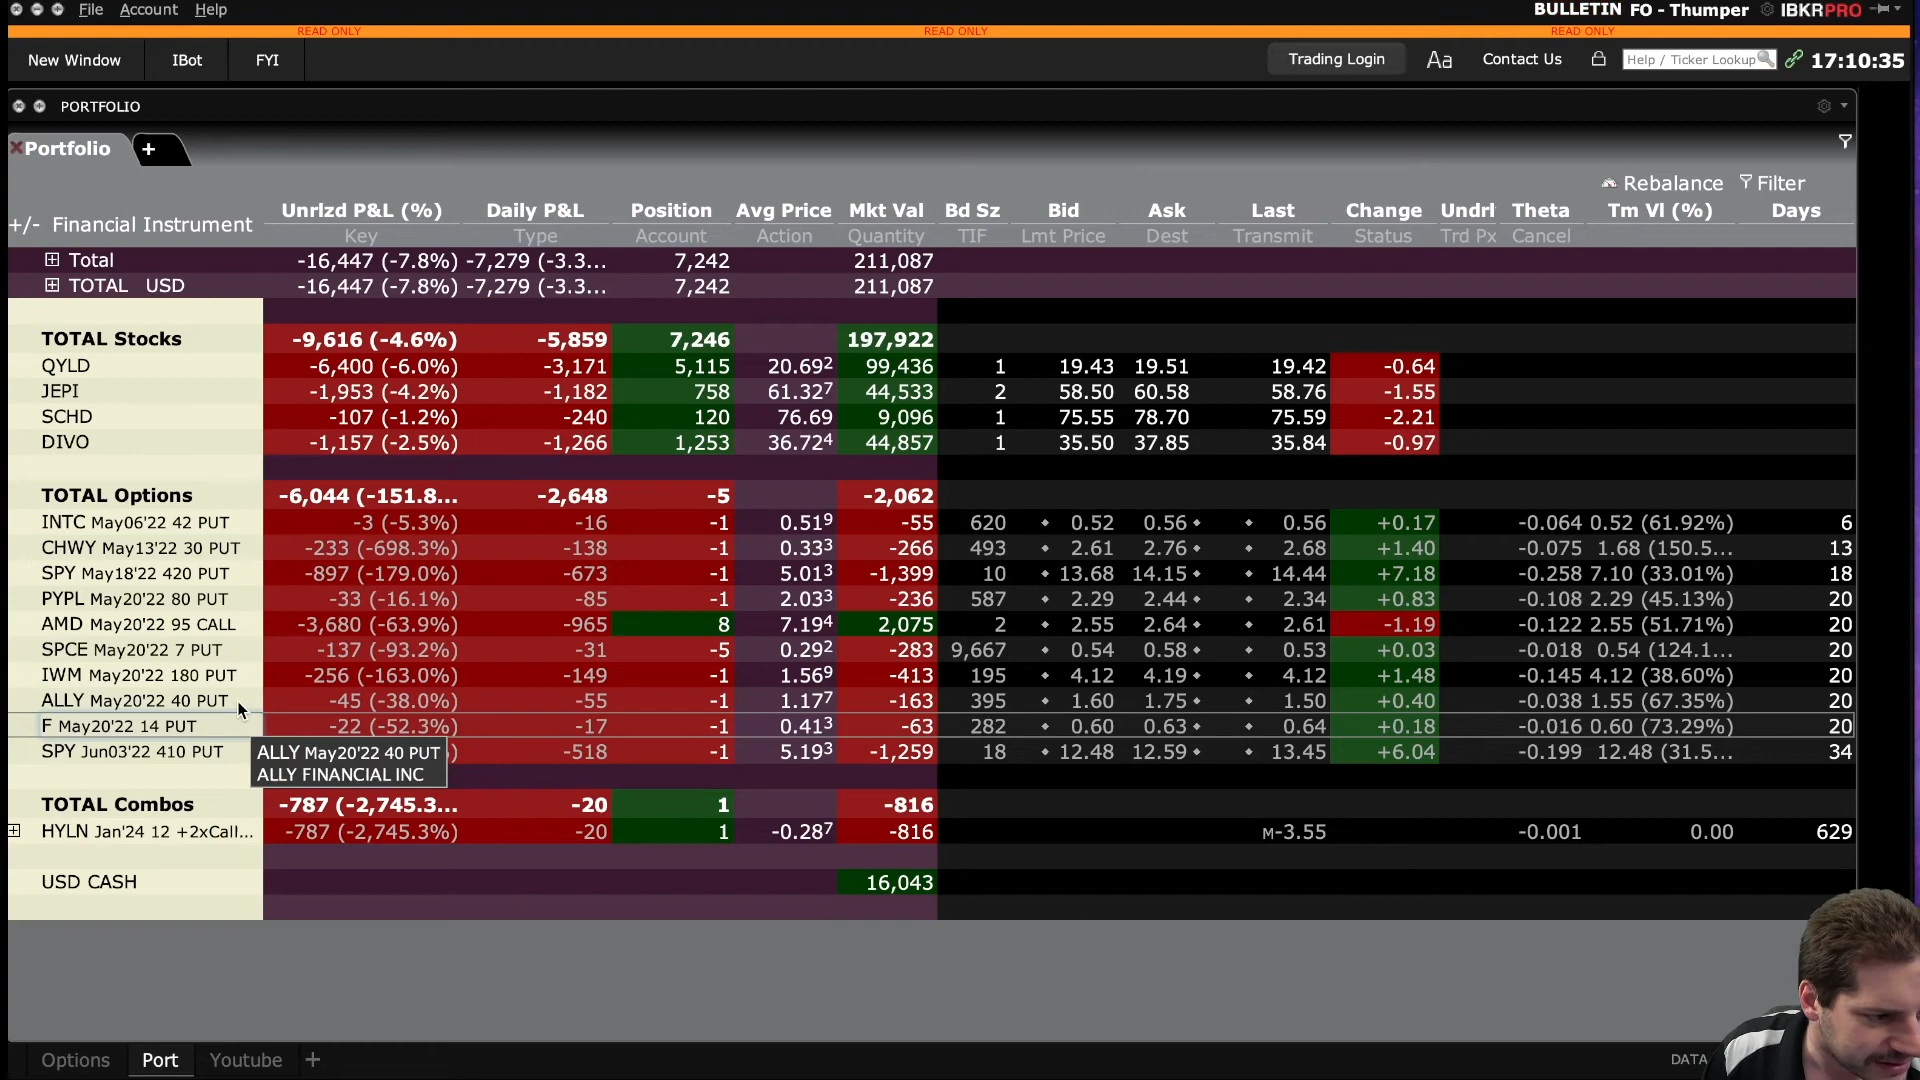 File Account Help BULLETIN FO - Thumper IBKRPRO
READ ONLY READ ONLY READ ONLY
New Window IBot FYI Trading Login Aa Contact Us Help / Ticker Lookup 17:10:35
PORTFOLIO
Portfolio +
Rebalance Filter
+/- Financial Instrument Unrlzd P&L (%) Daily P&L Position Avg Price Mkt Val Bd Sz Bid Ask Last Change Undrl Theta Tm Vl (%) Days
Key Type Account Action Quantity TIF Lmt Price Dest Transmit Status Trd Px Cancel
Total -16,447 (-7.8%) -7,279 (-3.3... 7,242 211,087
TOTAL USD -16,447 (-7.8%) -7,279 (-3.3... 7,242 211,087
TOTAL Stocks -9,616 (-4.6%) -5,859 7,246 197,922
QYLD -6,400 (-6.0%) -3,171 5,115 20.69² 99,436 1 19.43 19.51 19.42 -0.64
JEPI -1,953 (-4.2%) -1,182 758 61.32⁷ 44,533 2 58.50 60.58 58.76 -1.55
SCHD -107 (-1.2%) -240 120 76.69 9,096 1 75.55 78.70 75.59 -2.21
DIVO -1,157 (-2.5%) -1,266 1,253 36.72⁴ 44,857 1 35.50 37.85 35.84 -0.97
TOTAL Options -6,044 (-151.8... -2,648 -5 -2,062
INTC May06'22 42 PUT -3 (-5.3%) -16 -1 0.51⁹ -55 620 0.52 0.56 0.56 +0.17 -0.064 0.52 (61.92%) 6
CHWY May13'22 30 PUT -233 (-698.3%) -138 -1 0.33³ -266 493 2.61 2.76 2.68 +1.40 -0.075 1.68 (150.5... 13
SPY May18'22 420 PUT -897 (-179.0%) -673 -1 5.01³ -1,399 10 13.68 14.15 14.44 +7.18 -0.258 7.10 (33.01%) 18
PYPL May20'22 80 PUT -33 (-16.1%) -85 -1 2.03³ -236 587 2.29 2.44 2.34 +0.83 -0.108 2.29 (45.13%) 20
AMD May20'22 95 CALL -3,680 (-63.9%) -965 8 7.19⁴ 2,075 2 2.55 2.64 2.61 -1.19 -0.122 2.55 (51.71%) 20
SPCE May20'22 7 PUT -137 (-93.2%) -31 -5 0.29² -283 9,667 0.54 0.58 0.53 +0.03 -0.018 0.54 (124.1... 20
IWM May20'22 180 PUT -256 (-163.0%) -149 -1 1.56⁹ -413 195 4.12 4.19 4.16 +1.48 -0.145 4.12 (38.60%) 20
ALLY May20'22 40 PUT -45 (-38.0%) -55 -1 1.17⁷ -163 395 1.60 1.75 1.50 +0.40 -0.038 1.55 (67.35%) 20
F May20'22 14 PUT -22 (-52.3%) -17 -1 0.41³ -63 282 0.60 0.63 0.64 +0.18 -0.016 0.60 (73.29%) 20
SPY Jun03'22 410 PUT ) -518 -1 5.19³ -1,259 18 12.48 12.59 13.45 +6.04 -0.199 12.48 (31.5... 34
ALLY May20'22 40 PUT
ALLY FINANCIAL INC
TOTAL Combos -787 (-2,745.3... -20 1 -816
HYLN Jan'24 12 +2xCall... -787 (-2,745.3%) -20 1 -0.28⁷ -816 M-3.55 -0.001 0.00 629
USD CASH 16,043
Options Port Youtube + DATA